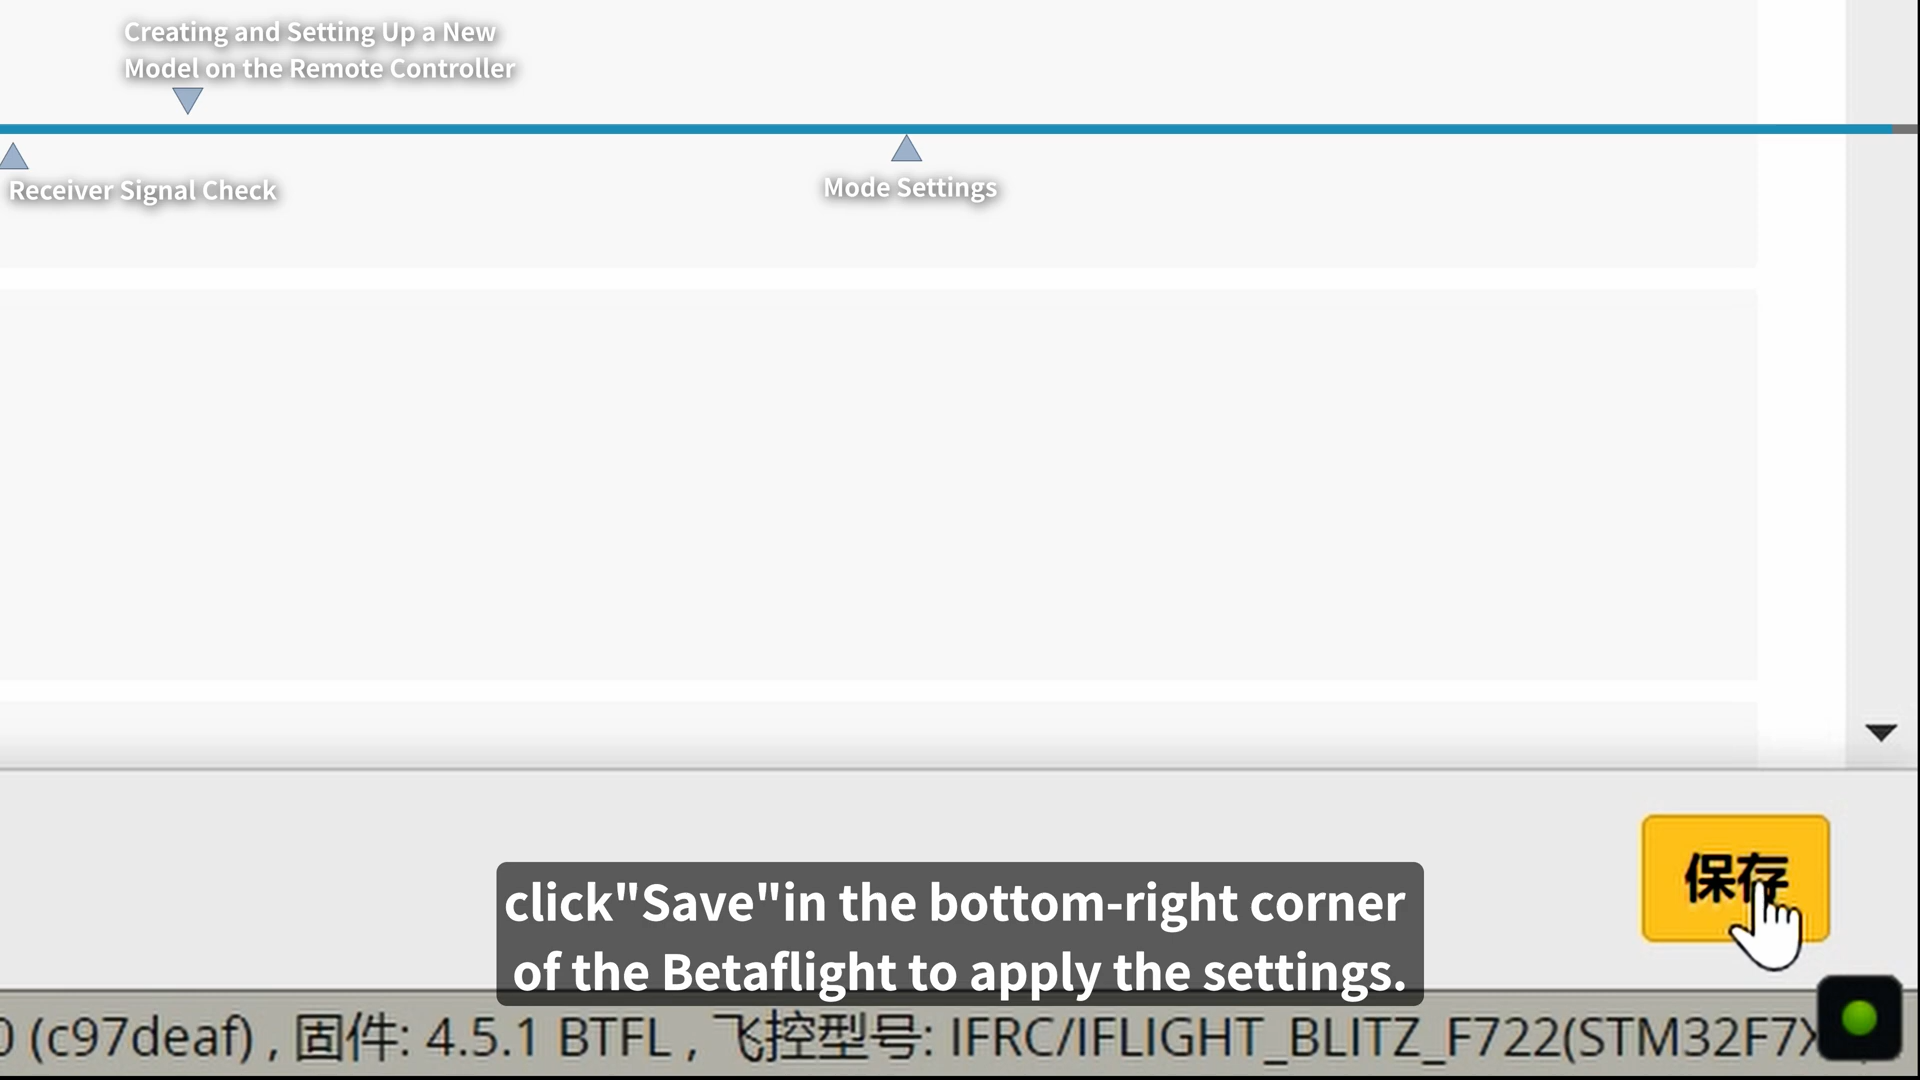 Creating and Setting Up a New
Model on the Remote Controller
Receiver Signal Check
Mode Settings
保存
click"Save"in the bottom-right corner
of the Betaflight to apply the settings.
0 (c97deaf) , 固件: 4.5.1 BTFL , 飞控型号: IFRC/IFLIGHT_BLITZ_F722(STM32F7X